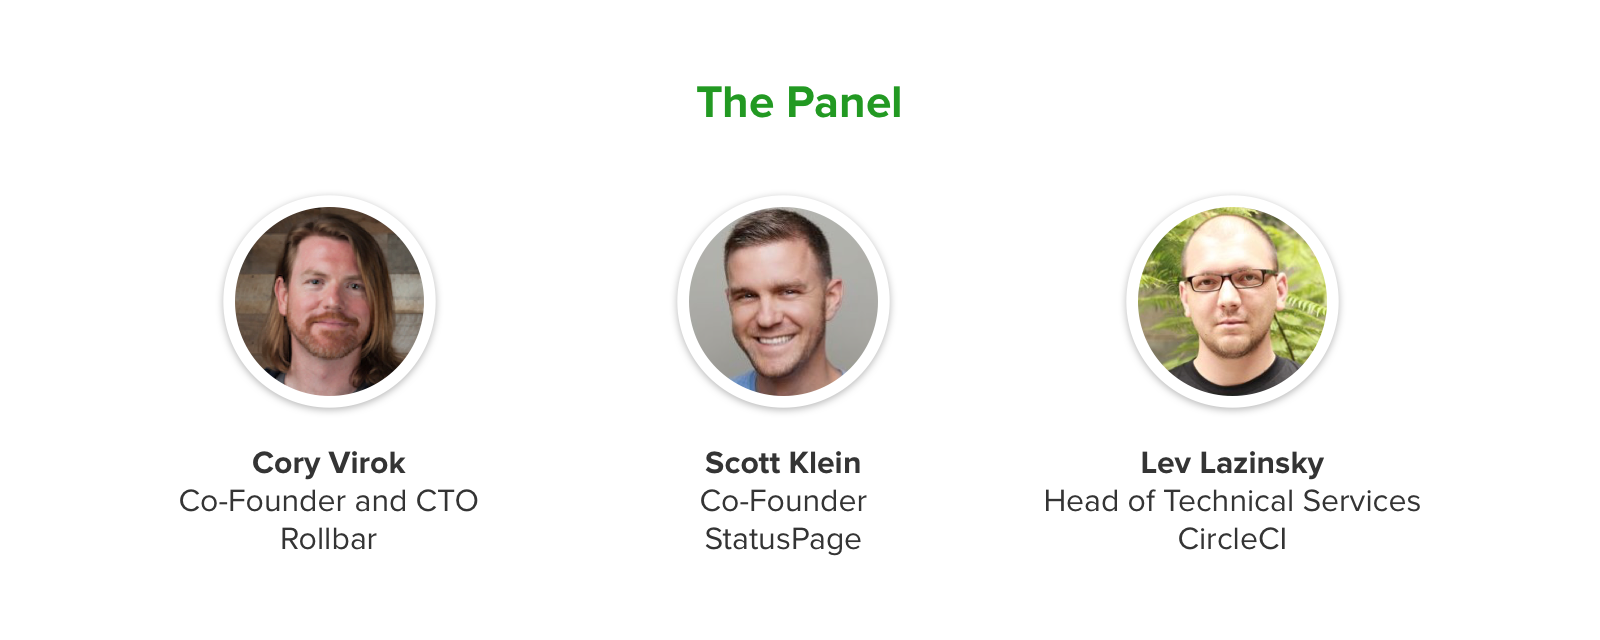 The Panel
Cory Virok
Co-Founder and CTO
Rollbar
Scott Klein
Co-Founder
StatusPage
Lev Lazinsky
Head of Technical Services
CircleCI